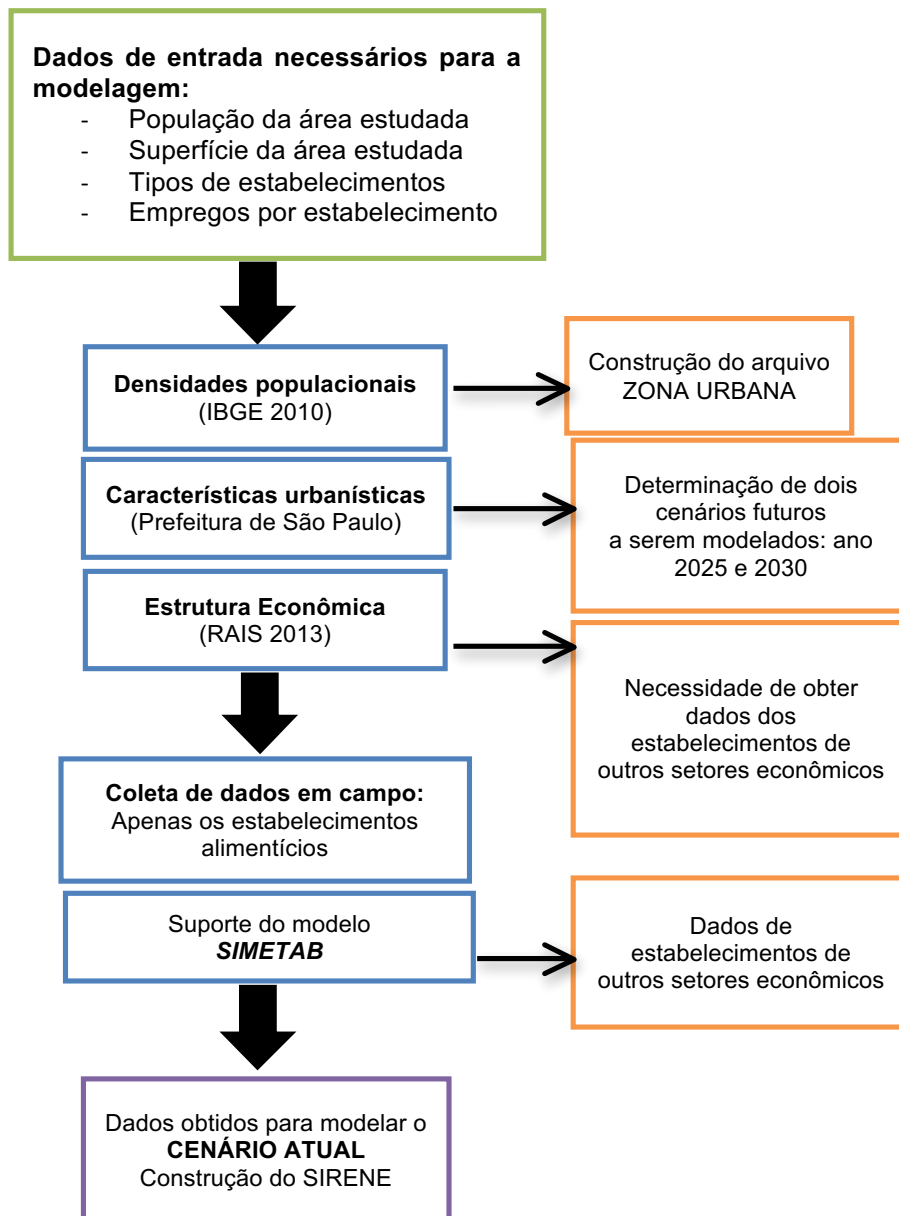 Dados de entrada necessários para a
modelagem:
- População da área estudada
- Superfície da área estudada
- Tipos de estabelecimentos
- Empregos por estabelecimento
Densidades populacionais
(IBGE 2010)
Construção do arquivo
ZONA URBANA
Características urbanísticas
(Prefeitura de São Paulo)
Determinação de dois
cenários futuros
a serem modelados: ano
2025 e 2030
Estrutura Econômica
(RAIS 2013)
Necessidade de obter
dados dos
estabelecimentos de
outros setores econômicos
Coleta de dados em campo:
Apenas os estabelecimentos
alimentícios
Suporte do modelo
SIMETAB
Dados de
estabelecimentos de
outros setores econômicos
Dados obtidos para modelar o
CENÁRIO ATUAL
Construção do SIRENE